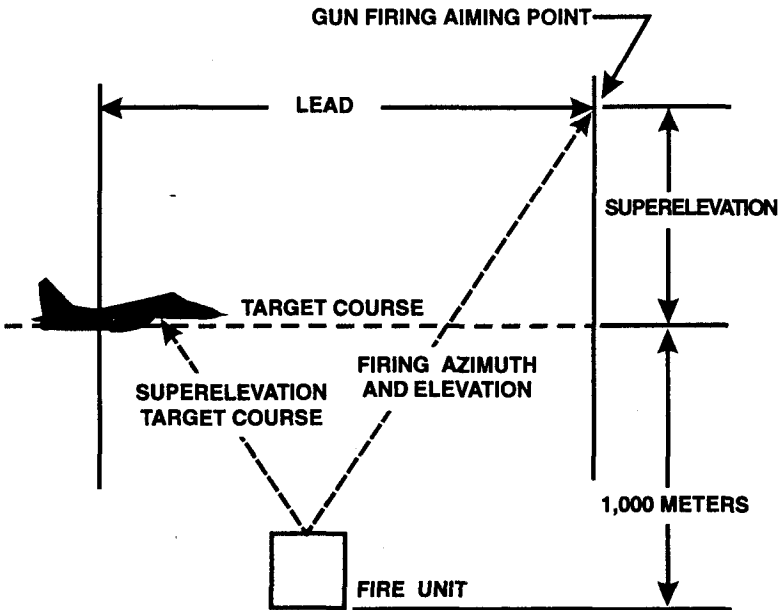 GUN FIRING AIMING POINT
LEAD
SUPERELEVATION
TARGET COURSE
FIRING AZIMUTH
AND ELEVATION
SUPERELEVATION
TARGET COURSE
1,000 METERS
FIRE UNIT